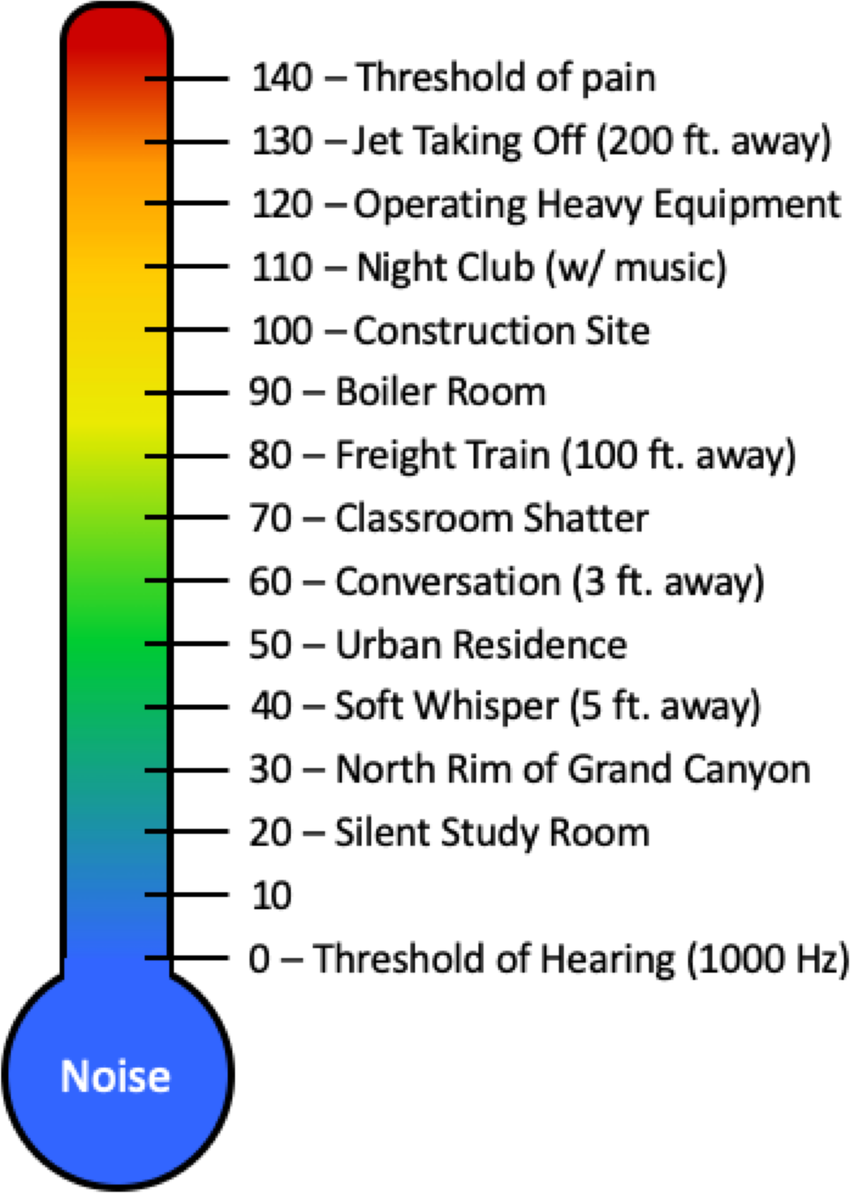 140 – Threshold of pain
130 – Jet Taking Off (200 ft. away)
120 – Operating Heavy Equipment
110 – Night Club (w/ music)
100 – Construction Site
90 – Boiler Room
80 – Freight Train (100 ft. away)
70 – Classroom Shatter
60 – Conversation (3 ft. away)
50 – Urban Residence
40 – Soft Whisper (5 ft. away)
30 – North Rim of Grand Canyon
20 – Silent Study Room
10
0 – Threshold of Hearing (1000 Hz)
Noise